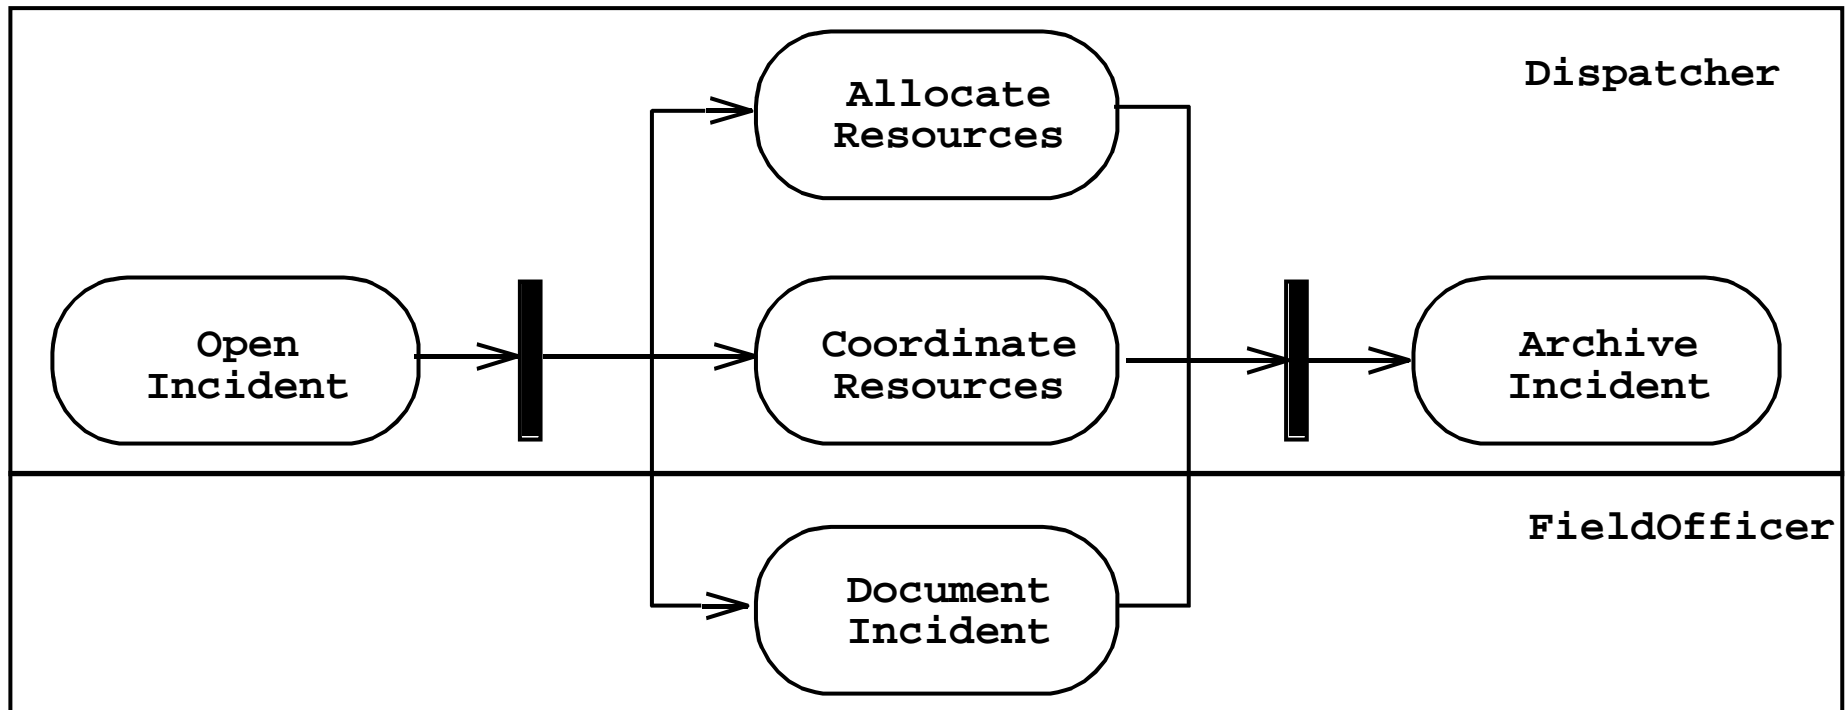 Dispatcher
Allocate
Resources
Open
Incident
Coordinate
Resources
Archive
Incident
FieldOfficer
Document
Incident